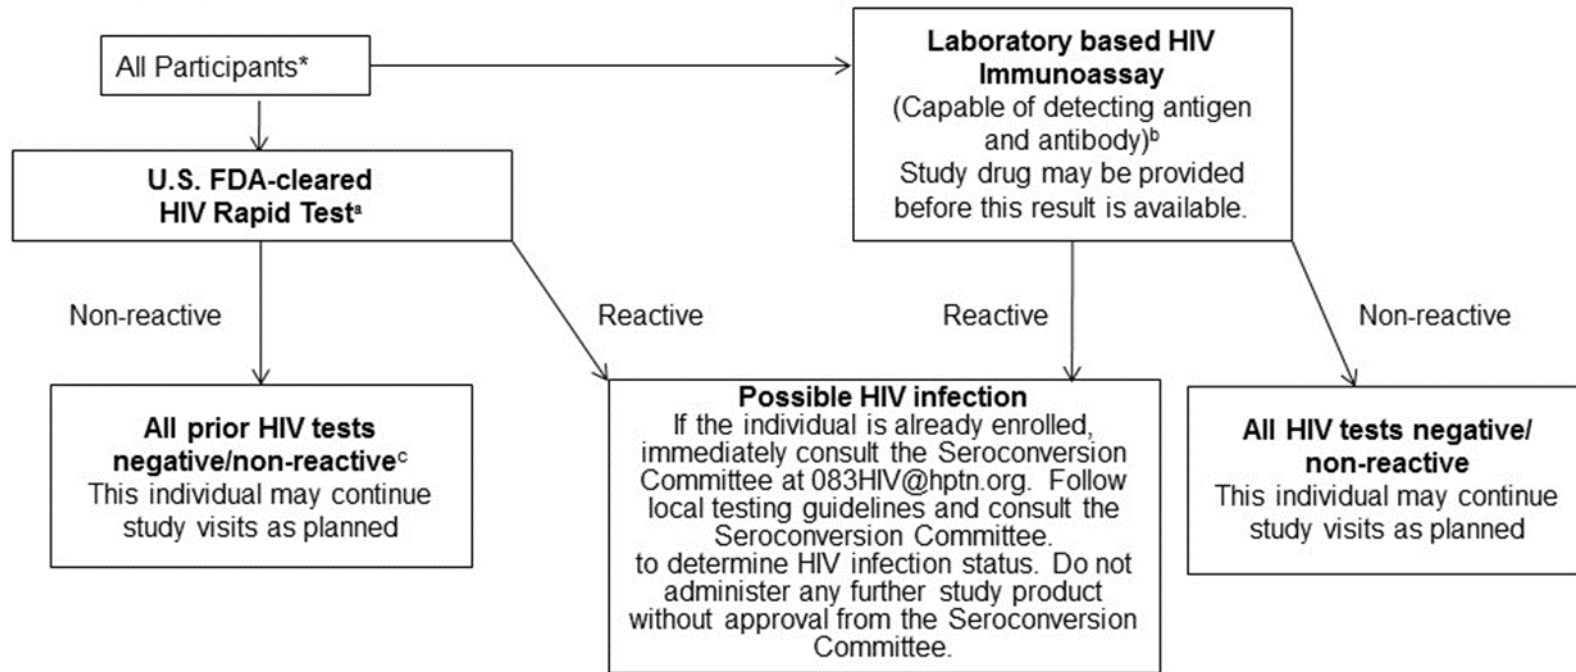 All Participants*
Laboratory based HIV
Immunoassay
(Capable of detecting antigen
and antibody)ᵇ
Study drug may be provided
before this result is available.
U.S. FDA-cleared
HIV Rapid Testᵃ
Non-reactive
Reactive
Reactive
Non-reactive
All prior HIV tests
negative/non-reactiveᶜ
This individual may continue
study visits as planned
Possible HIV infection
If the individual is already enrolled,
immediately consult the Seroconversion
Committee at 083HIV@hptn.org. Follow
local testing guidelines and consult the
Seroconversion Committee.
to determine HIV infection status. Do not
administer any further study product
without approval from the Seroconversion
Committee.
All HIV tests negative/
non-reactive
This individual may continue
study visits as planned